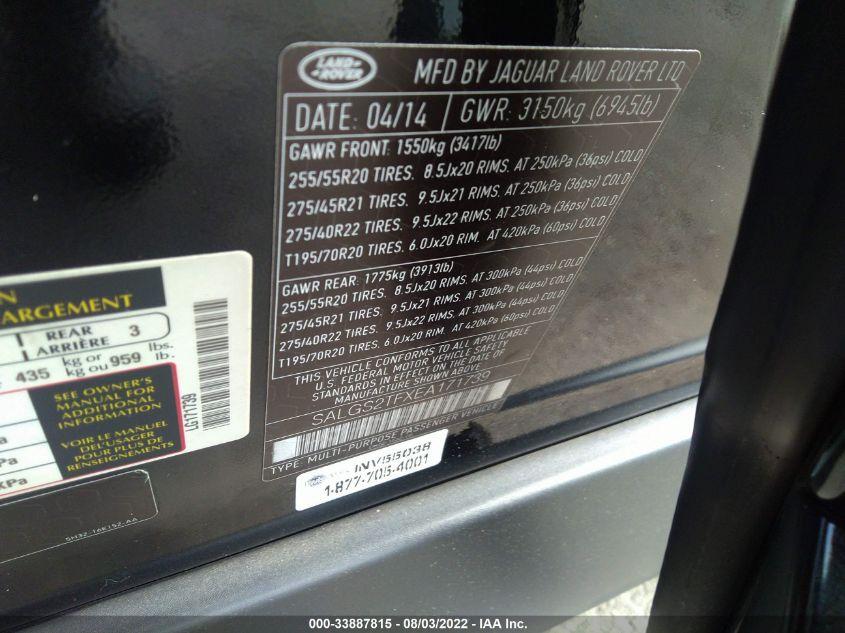 LAND ROVER
MFD BY JAGUAR LAND ROVER LTD
DATE: 04/14 GWR: 3150kg (6945lb)
GAWR FRONT: 1550kg (3417lb)
255/55R20 TIRES. 8.5Jx20 RIMS. AT 250kPa (36psi) COLD
275/45R21 TIRES. 9.5Jx21 RIMS. AT 250kPa (36psi) COLD
275/40R22 TIRES. 9.5Jx22 RIMS. AT 250kPa (36psi) COLD
T195/70R20 TIRES. 6.0Jx20 RIM. AT 420kPa (60psi) COLD
GAWR REAR: 1775kg (3913lb)
255/55R20 TIRES. 8.5Jx20 RIMS. AT 300kPa (44psi) COLD
275/45R21 TIRES. 9.5Jx21 RIMS. AT 300kPa (44psi) COLD
275/40R22 TIRES. 9.5Jx22 RIMS. AT 300kPa (44psi) COLD
T195/70R20 TIRES. 6.0Jx20 RIM. AT 420kPa (60psi) COLD
THIS VEHICLE CONFORMS TO ALL APPLICABLE
U.S. FEDERAL MOTOR VEHICLE SAFETY
STANDARDS IN EFFECT ON THE DATE OF
MANUFACTURE SHOWN ABOVE
SALGS2TFXEA171739
TYPE: MULTI-PURPOSE PASSENGER VEHICLE
INV55038
1-877-705-4001
N
ARGEMENT
REAR 3
ARRIÈRE
435 kg or 959 lbs.
kg ou lb.
SEE OWNER'S
MANUAL FOR
ADDITIONAL
INFORMATION
VOIR LE MANUEL
DE L'USAGER
POUR PLUS DE
RENSEIGNEMENTS
Pa
Pa
kPa
LG171739
5H32-14E152-AA
000-33887815 - 08/03/2022 - IAA Inc.